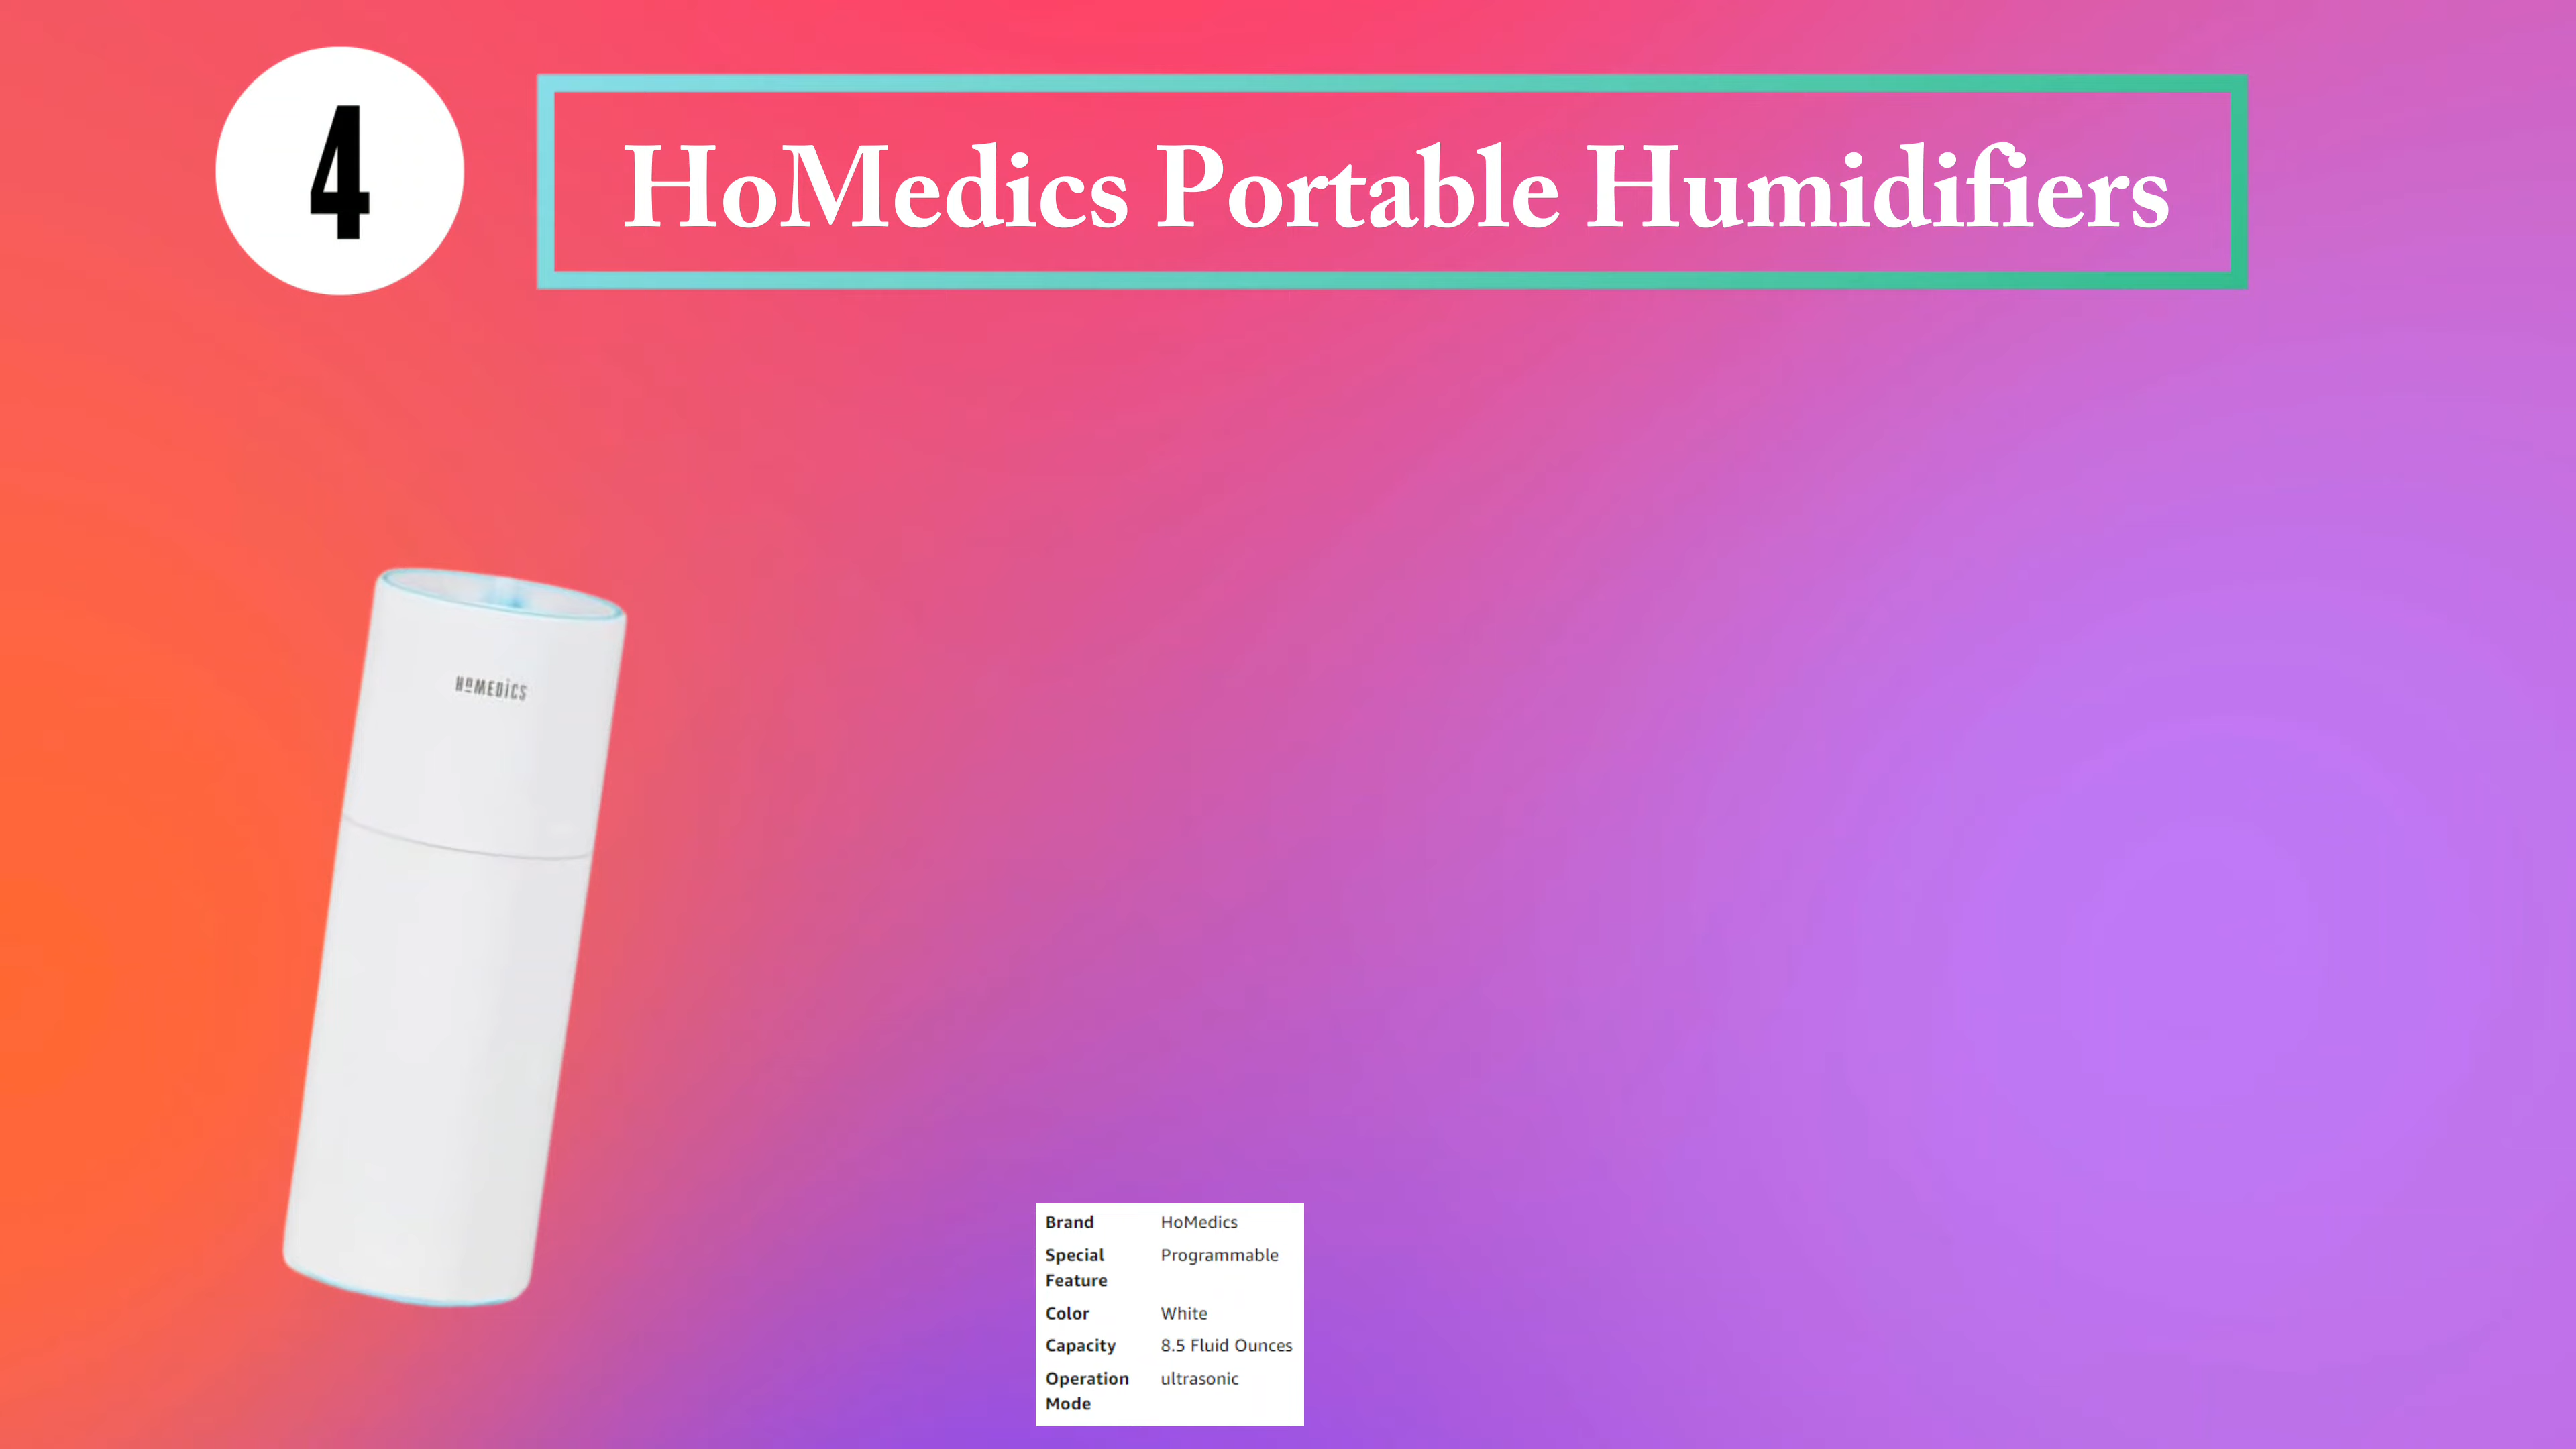 4
HoMedics Portable Humidifiers
HOMEDICS
Brand HoMedics
Special Programmable
Feature
Color White
Capacity 8.5 Fluid Ounces
Operation ultrasonic
Mode